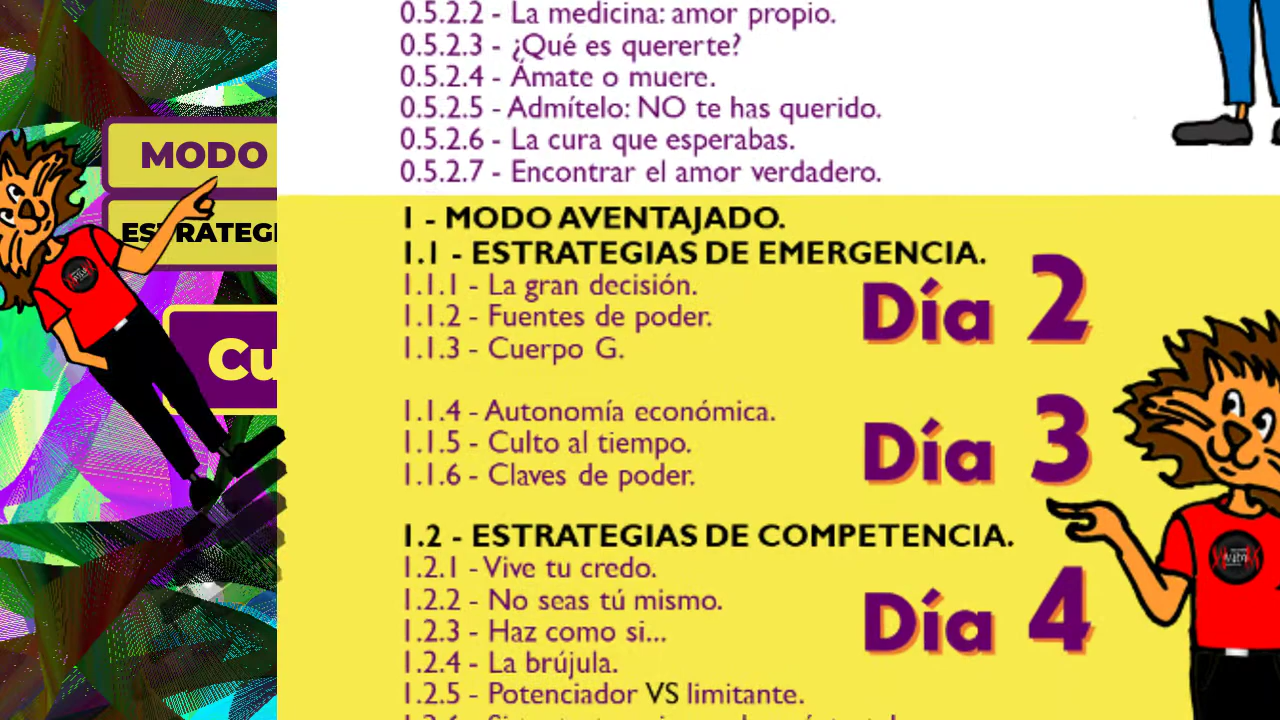 0.5.2.2 - La medicina: amor propio.
0.5.2.3 - ¿Qué es quererte?
0.5.2.4 - Ámate o muere.
0.5.2.5 - Admítelo: NO te has querido.
0.5.2.6 - La cura que esperabas.
0.5.2.7 - Encontrar el amor verdadero.
MODO
1 - MODO AVENTAJADO.
1.1 - ESTRATEGIAS DE EMERGENCIA.
1.1.1 - La gran decisión.
1.1.2 - Fuentes de poder.
1.1.3 - Cuerpo G.
Día 2
1.1.4 - Autonomía económica.
1.1.5 - Culto al tiempo.
1.1.6 - Claves de poder.
Día 3
1.2 - ESTRATEGIAS DE COMPETENCIA.
1.2.1 - Vive tu credo.
1.2.2 - No seas tú mismo.
1.2.3 - Haz como si...
1.2.4 - La brújula.
1.2.5 - Potenciador VS limitante.
Día 4